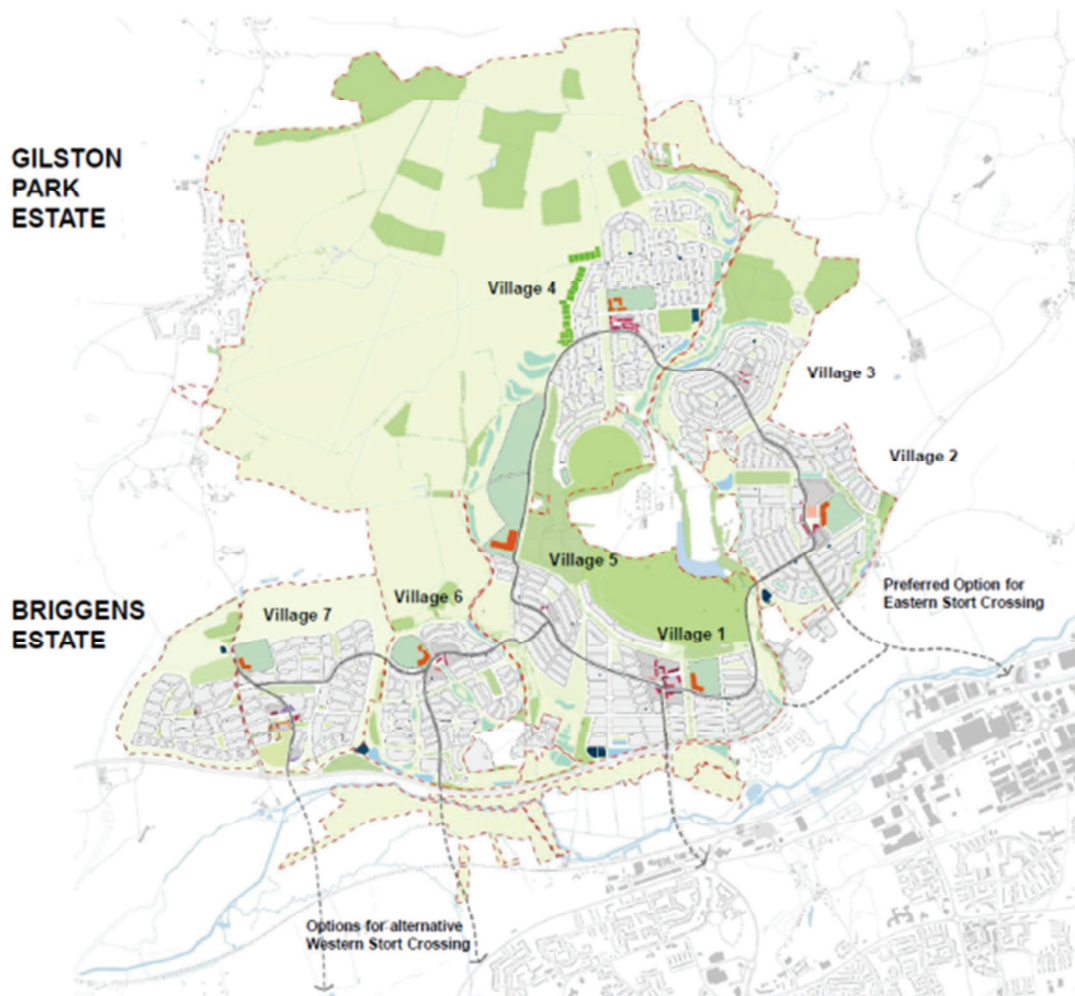 GILSTON
PARK
ESTATE
Village 4
Village 3
Village 2
Village 5
Preferred Option for
Eastern Stort Crossing
BRIGGENS
ESTATE
Village 7
Village 6
Village 1
Options for alternative
Western Stort Crossing